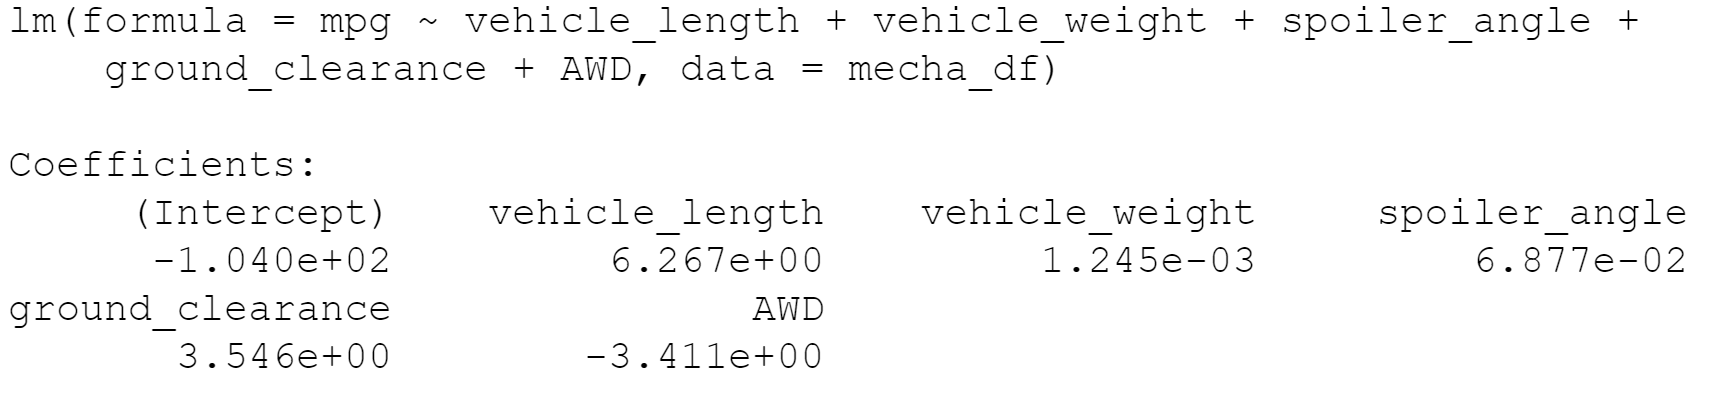 lm(formula = mpg ~ vehicle_length + vehicle_weight + spoiler_angle +
    ground_clearance + AWD, data = mecha_df)

Coefficients:
     (Intercept)    vehicle_length    vehicle_weight     spoiler_angle
      -1.040e+02         6.267e+00         1.245e-03         6.877e-02
ground_clearance               AWD
       3.546e+00        -3.411e+00